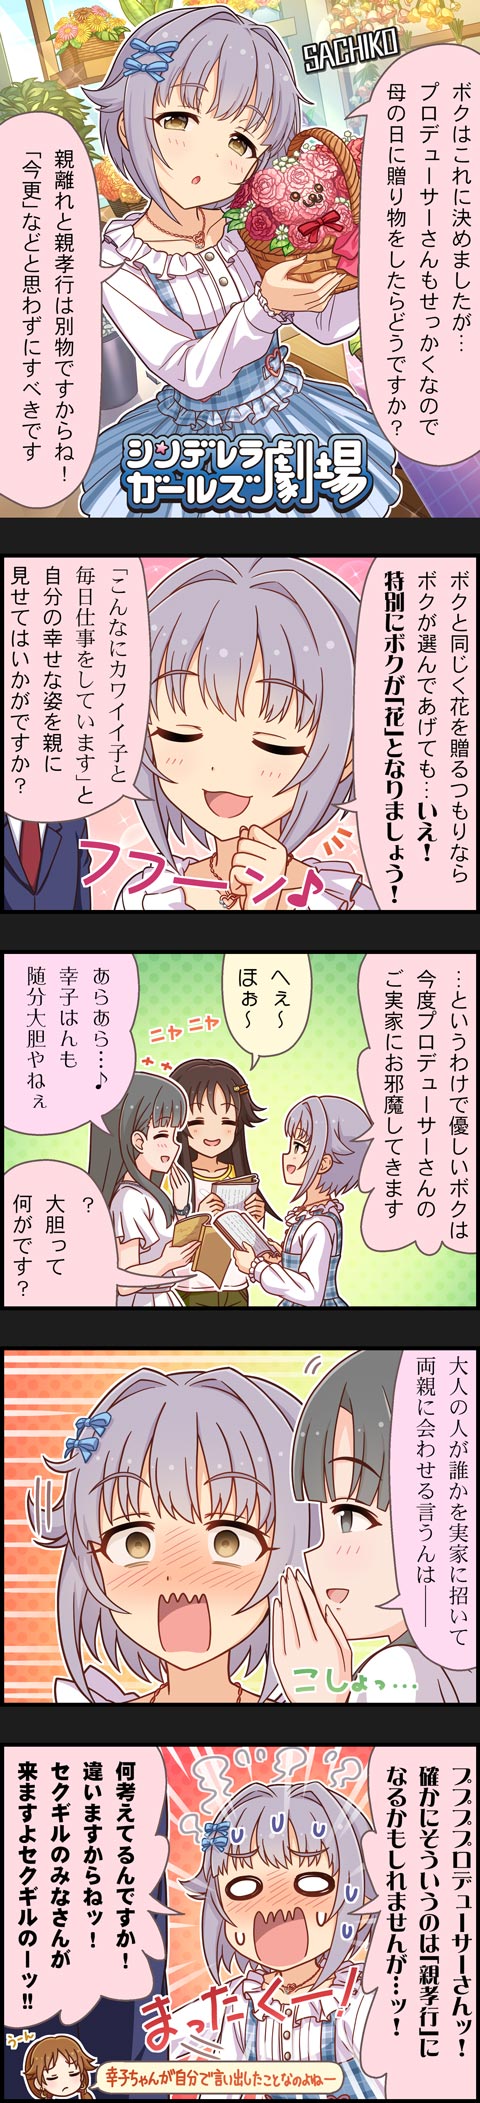 SACHIKO
ボクはこれに決めましたが…
プロデューサーさんもせっかくなので
母の日に贈り物をしたらどうですか？
親離れと親孝行は別物ですからね！
「今更」などと思わずにすべきです
シンデレラ
ガールズ劇場
ボクと同じく花を贈るつもりなら
ボクが選んであげても…いえ！
特別にボクが『花』となりましょう！
「こんなにカワイイ子と
毎日仕事をしています」と
自分の幸せな姿を親に
見せてはいかがですか？
フフーン♪
…というわけで優しいボクは
今度プロデューサーさんの
ご実家にお邪魔してきます
へぇ～
ほぉ～
ニヤニヤ
あらあら…♪
幸子はんも
随分大胆やねぇ
？
大胆って
何がです？
大人の人が誰かを実家に招いて
両親に会わせる言うんは――
こしょっ…
プププププロデューサーさんッ！
確かにそういうのは『親孝行』に
なるかもしれませんが…ッ！
何考えてるんですか！
違いますからねッ！
セクギルのみなさんが
来ますよセクギルのーッ!!
まったくー！
うーん
幸子ちゃんが自分で言い出したことなのよねー